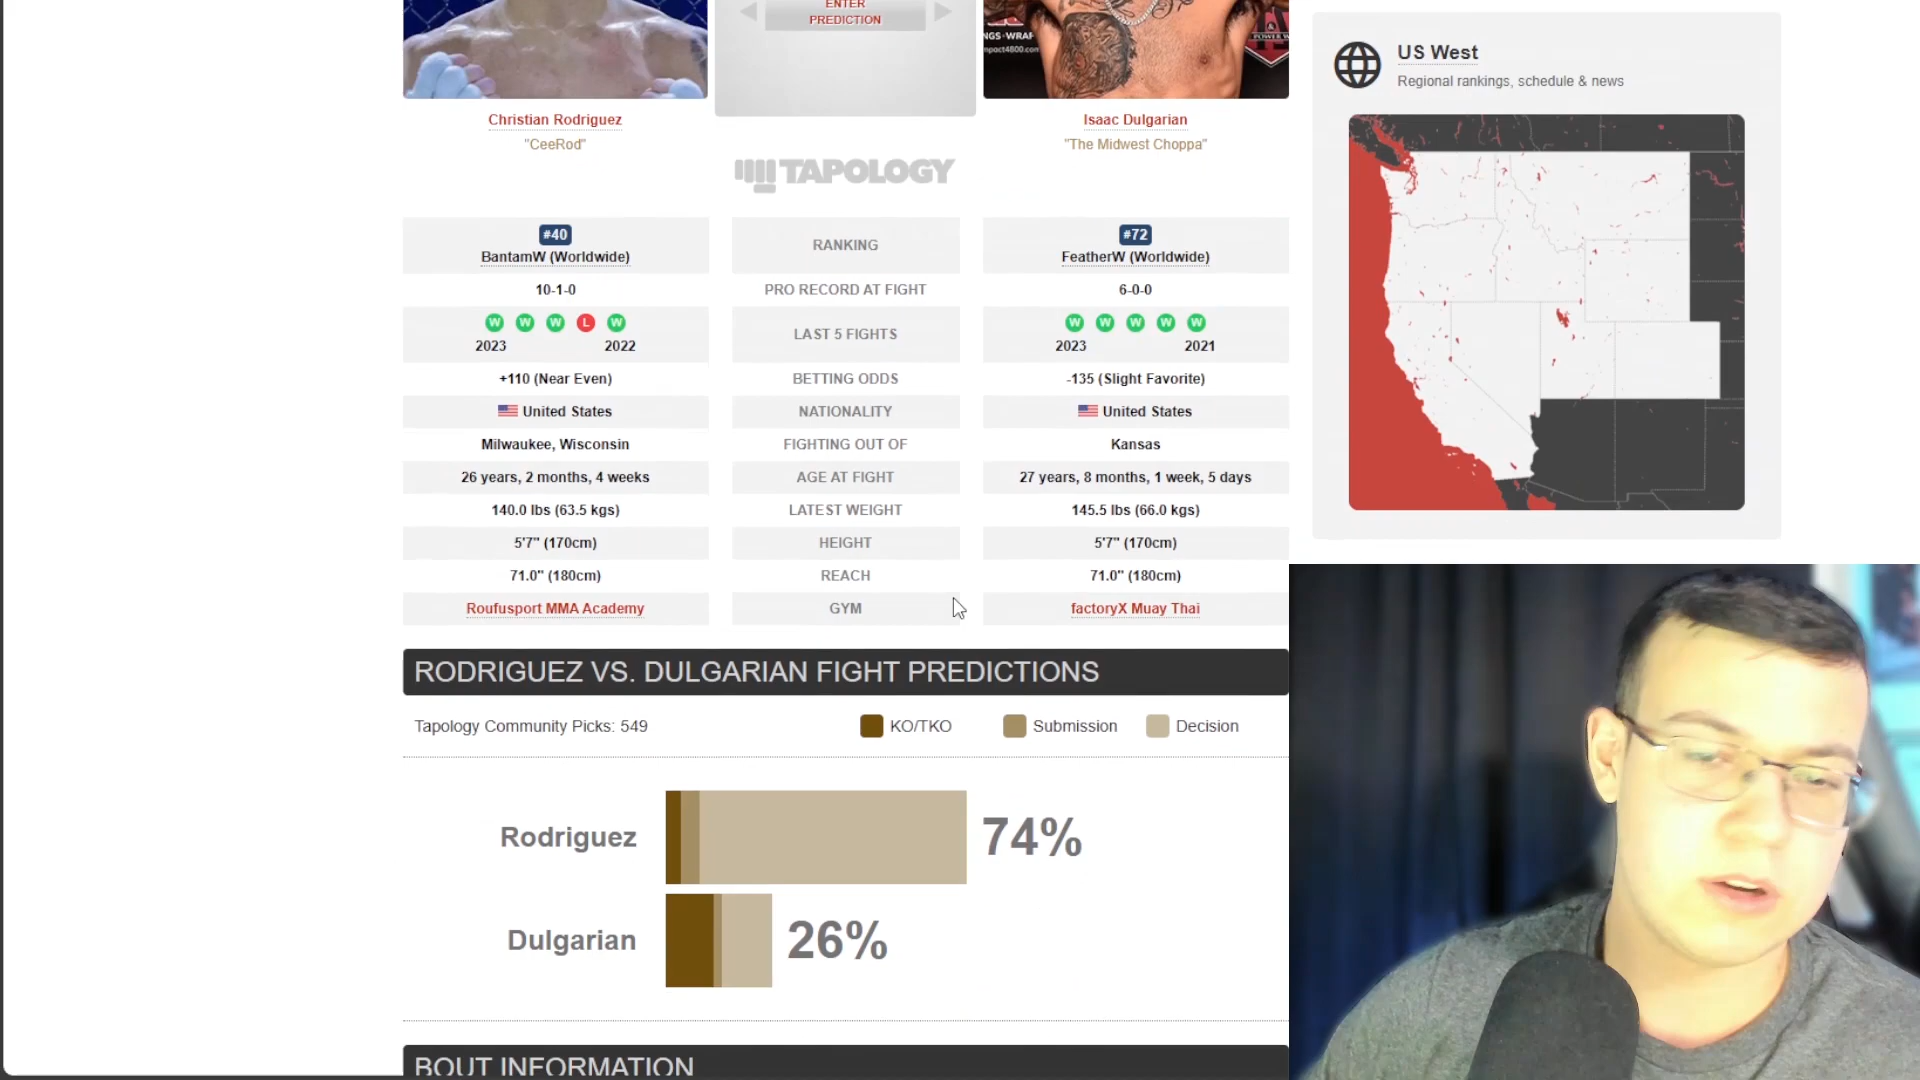 ENTER
PREDICTION
NGS·WRAP
mpact4800.com
POWER W
US West
Regional rankings, schedule & news
Christian Rodriguez
"CeeRod"
Isaac Dulgarian
"The Midwest Choppa"
TAPOLOGY
#40
BantamW (Worldwide)
RANKING
#72
FeatherW (Worldwide)
10-1-0
PRO RECORD AT FIGHT
6-0-0
W W W L W
2023 2022
LAST 5 FIGHTS
W W W W W
2023 2021
+110 (Near Even)
BETTING ODDS
-135 (Slight Favorite)
United States
NATIONALITY
United States
Milwaukee, Wisconsin
FIGHTING OUT OF
Kansas
26 years, 2 months, 4 weeks
AGE AT FIGHT
27 years, 8 months, 1 week, 5 days
140.0 lbs (63.5 kgs)
LATEST WEIGHT
145.5 lbs (66.0 kgs)
5'7" (170cm)
HEIGHT
5'7" (170cm)
71.0" (180cm)
REACH
71.0" (180cm)
Roufusport MMA Academy
GYM
factoryX Muay Thai
RODRIGUEZ VS. DULGARIAN FIGHT PREDICTIONS
Tapology Community Picks: 549
KO/TKO
Submission
Decision
Rodriguez
74%
Dulgarian
26%
BOUT INFORMATION